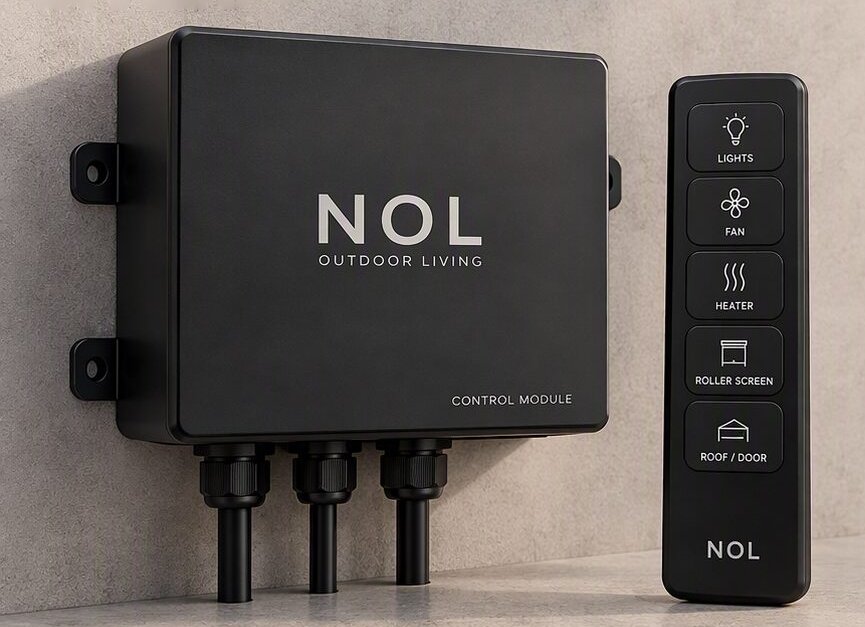 NOL
OUTDOOR LIVING
CONTROL MODULE
LIGHTS
FAN
HEATER
ROLLER SCREEN
ROOF / DOOR
NOL